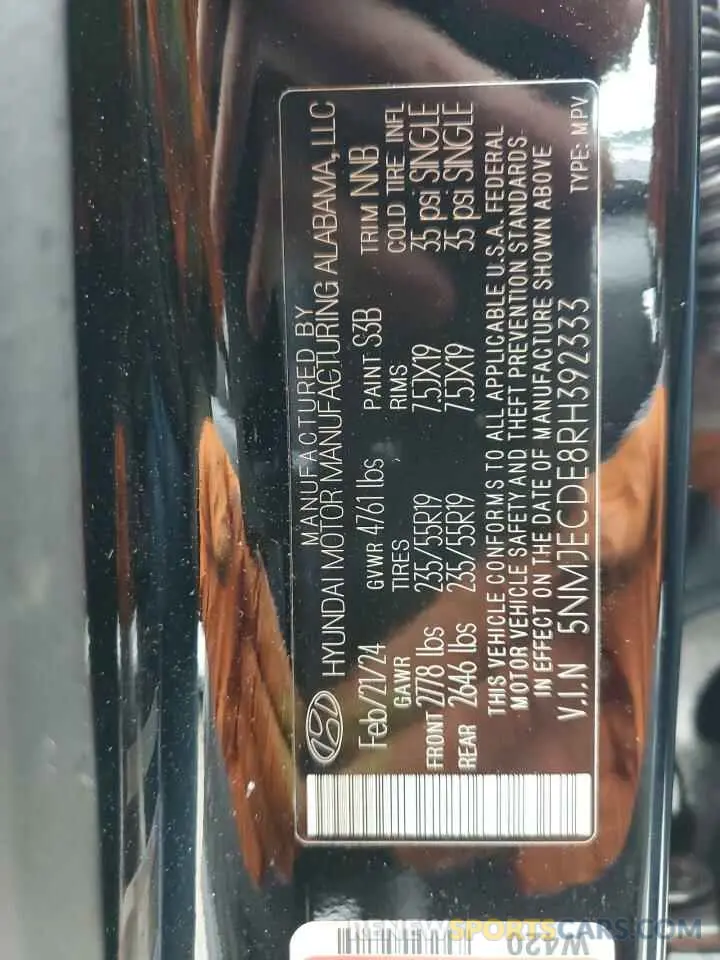 MANUFACTURED BY
HYUNDAI MOTOR MANUFACTURING ALABAMA, LLC
Feb/21/24 GVWR 4761 lbs PAINT S3B TRIM NNB
GAWR TIRES RIMS COLD TIRE INFL
FRONT 2778 lbs 235/55R19 7.5JX19 35 psi SINGLE
REAR 2646 lbs 235/55R19 7.5JX19 35 psi SINGLE
THIS VEHICLE CONFORMS TO ALL APPLICABLE U.S.A. FEDERAL
MOTOR VEHICLE SAFETY AND THEFT PREVENTION STANDARDS
IN EFFECT ON THE DATE OF MANUFACTURE SHOWN ABOVE
V.I.N 5NMJECDE8RH392333 TYPE: MPV
W420
RENEWSPORTSCARS.COM